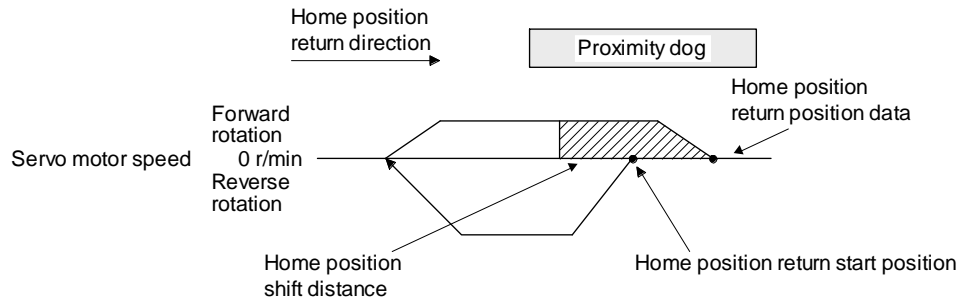 Home position
return direction
Proximity dog
Home position
return position data
Forward
rotation
Servo motor speed
0 r/min
Reverse
rotation
Home position
shift distance
Home position return start position